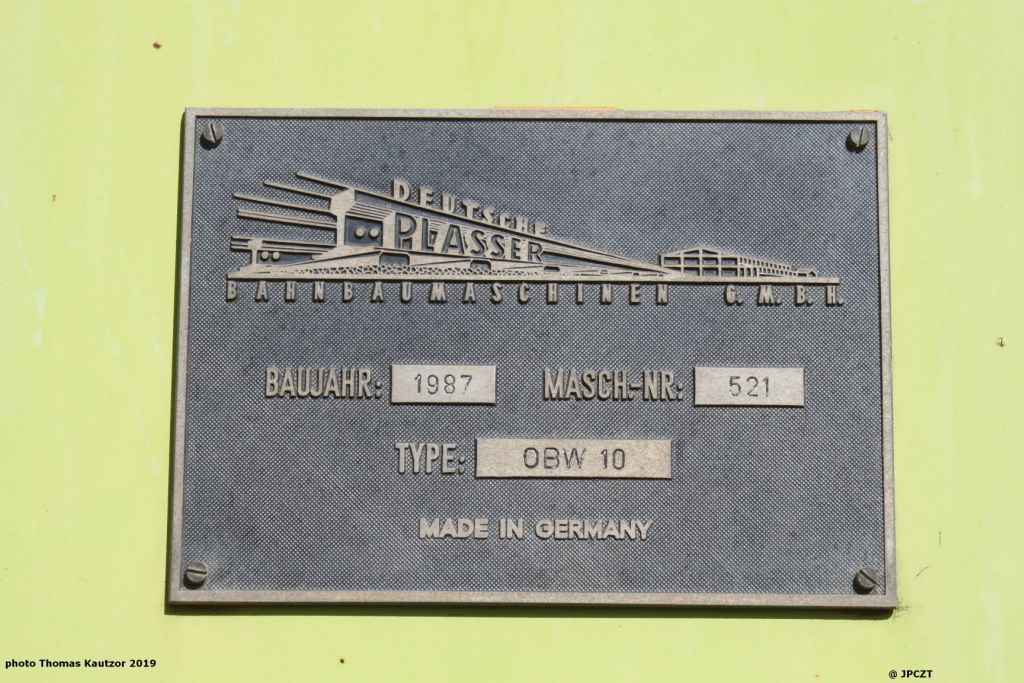 DEUTSCHE
PLASSER
BAHNBAUMASCHINEN G.M.B.H.
BAUJAHR: 1987 MASCH.-NR: 521
TYPE: OBW 10
MADE IN GERMANY
photo Thomas Kautzor 2019
@ JPCZT